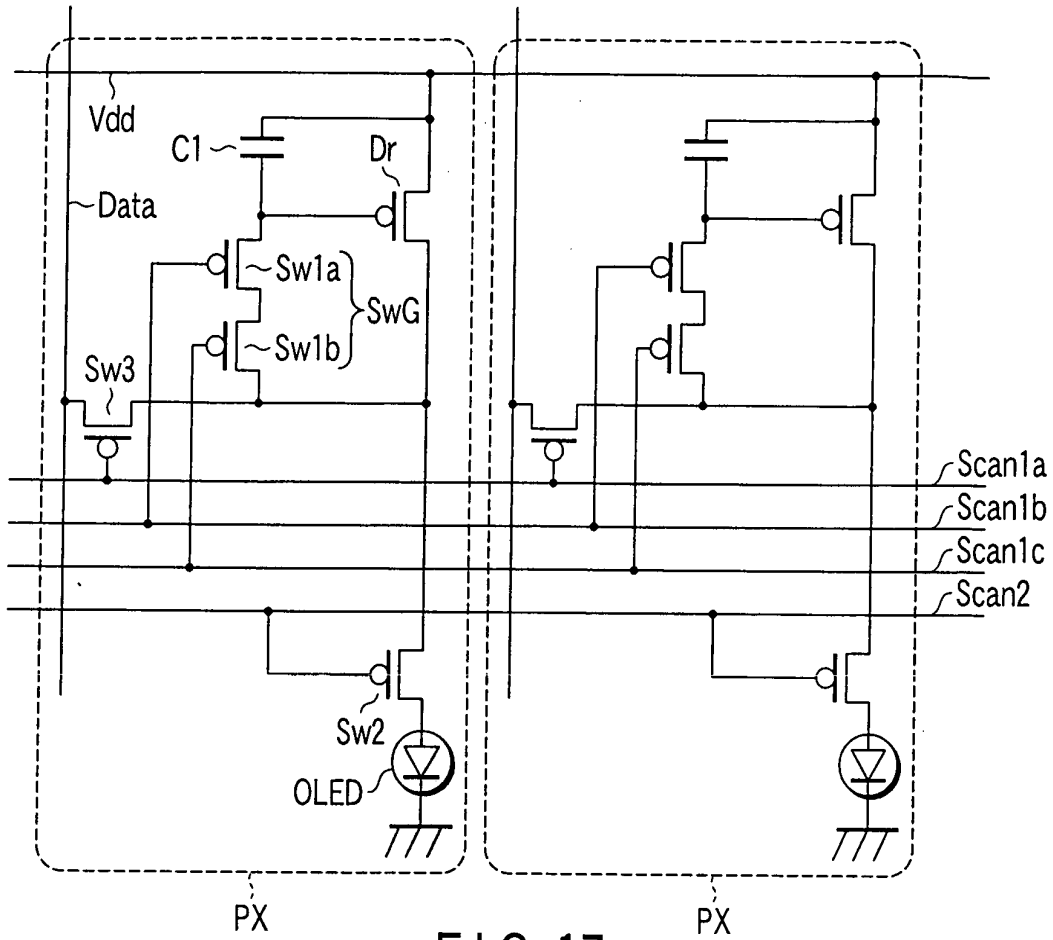 Vdd
C1
Dr
Data
Sw1a
SwG
Sw1b
Sw3
Scan1a
Scan1b
Scan1c
Scan2
Sw2
OLED
PX
PX